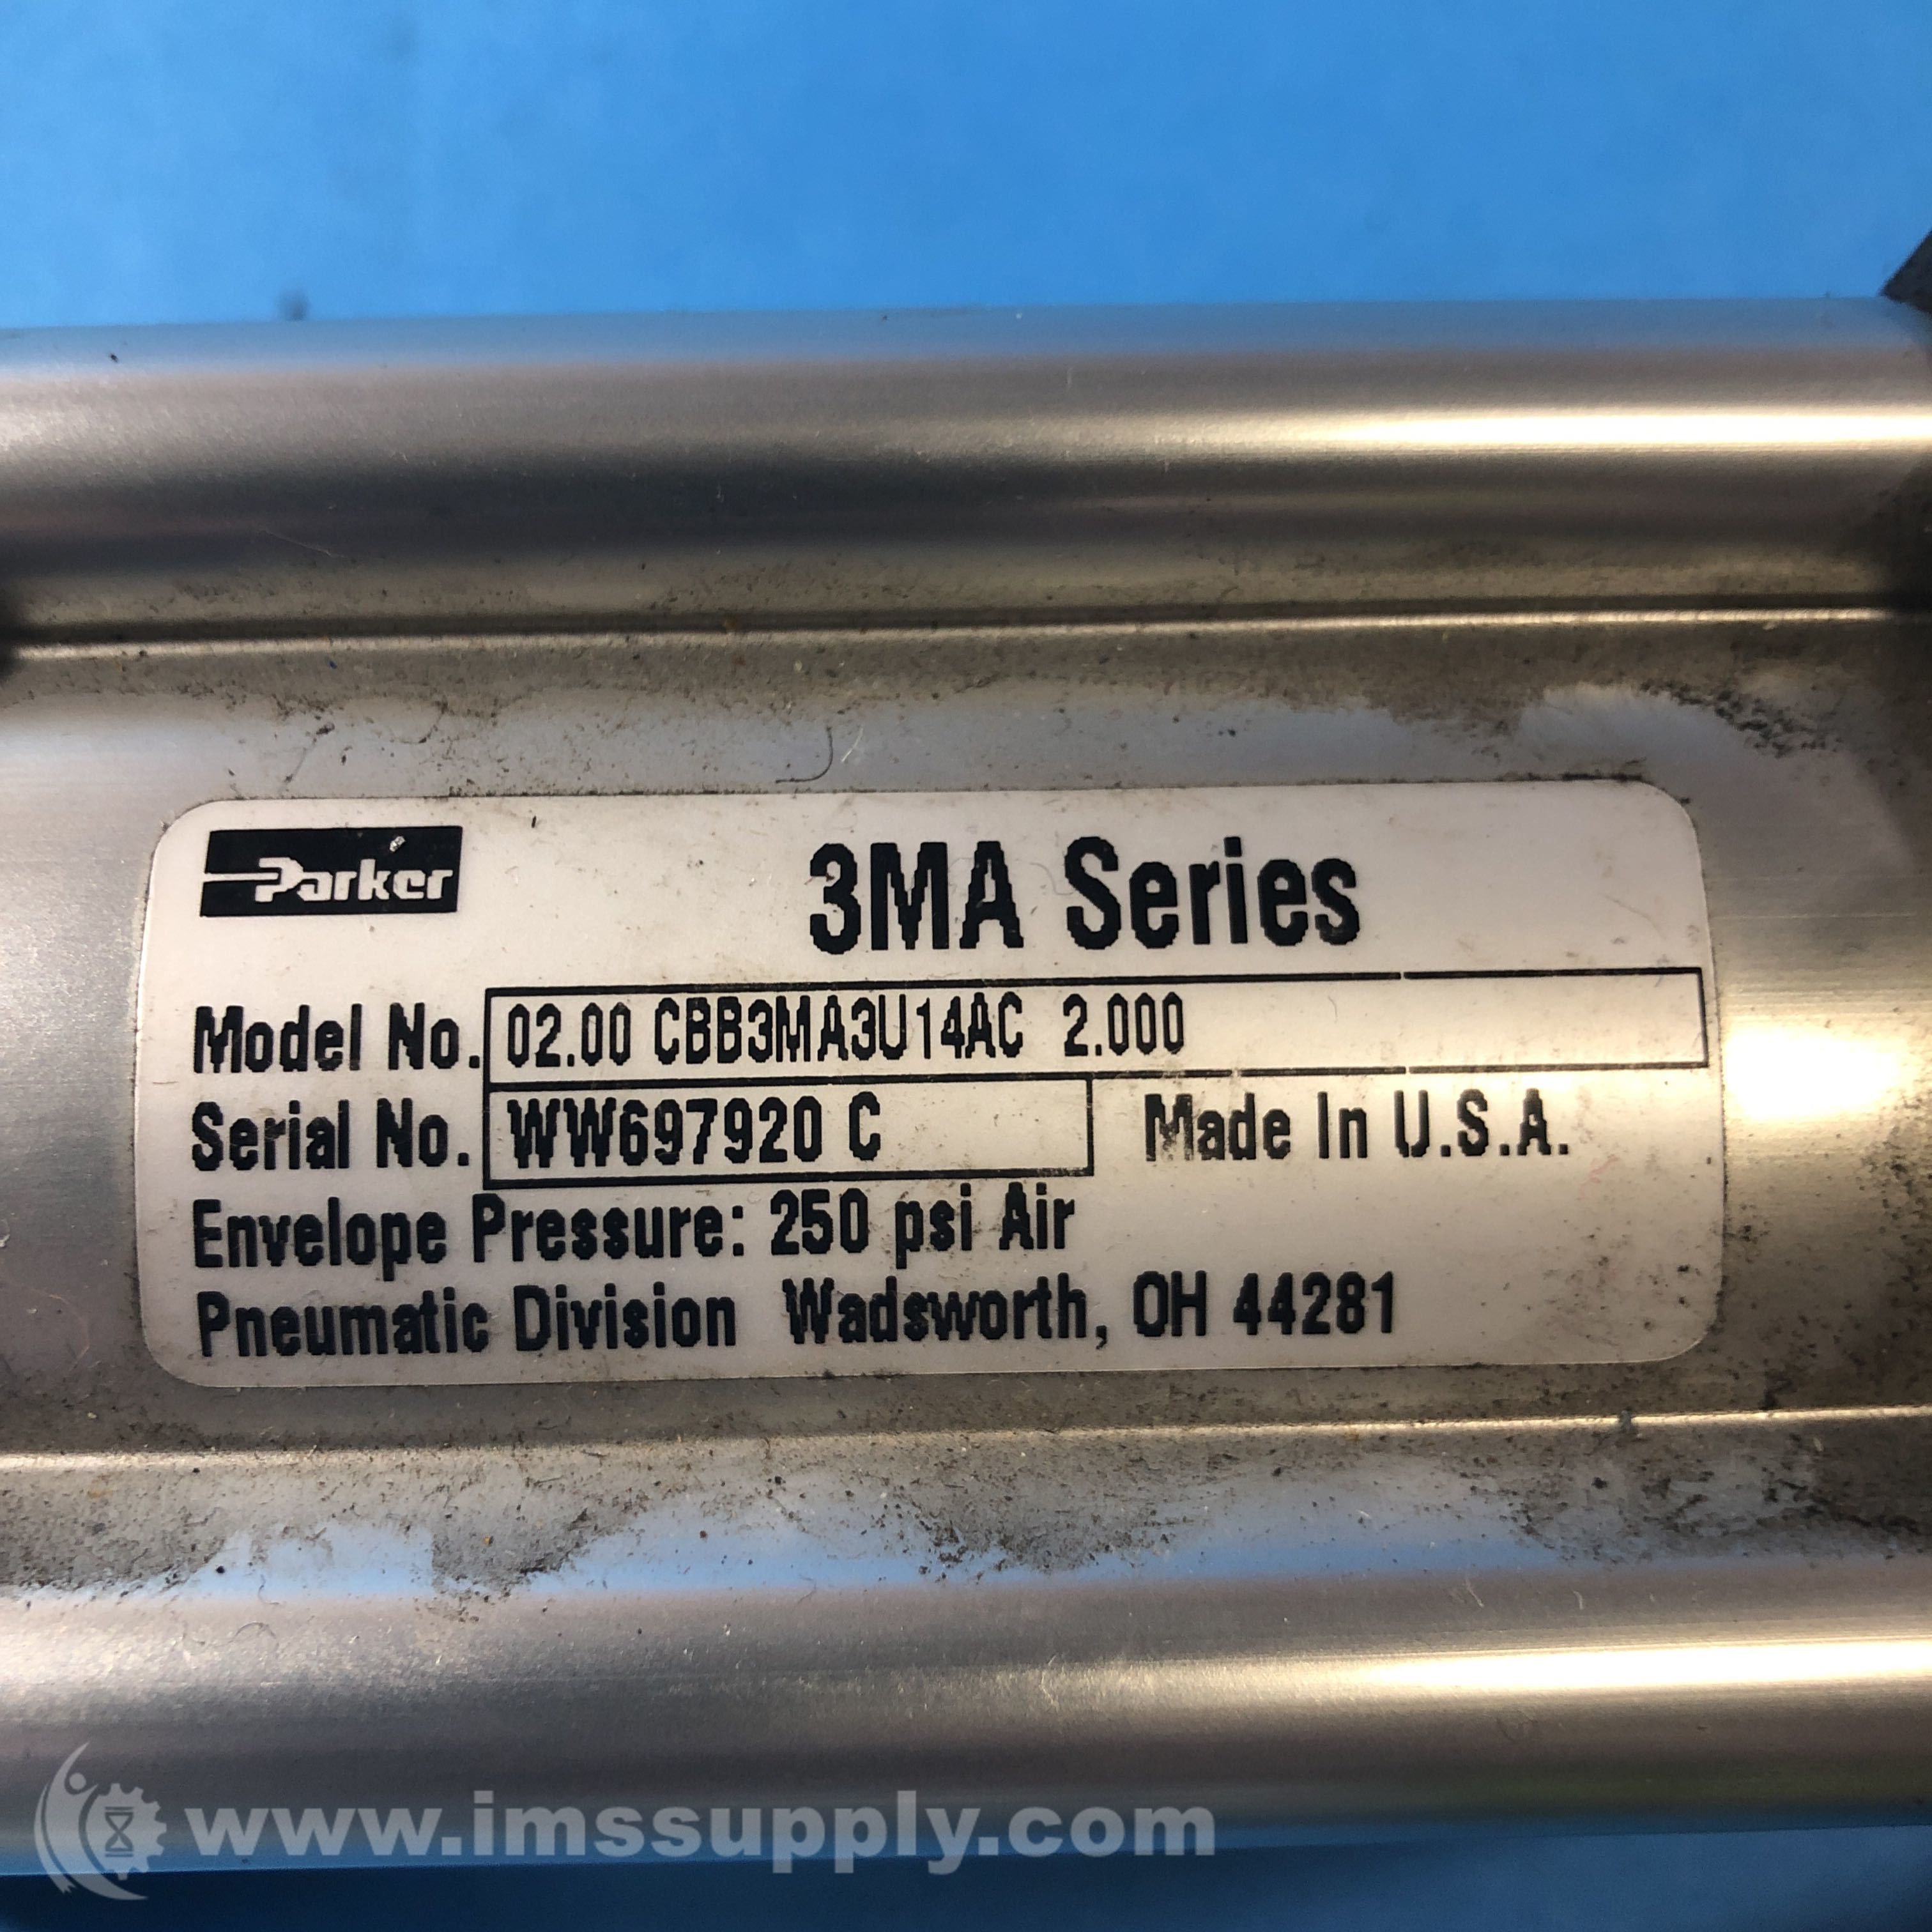 Parker
3MA Series
Model No. 02.00 CBB3MA3U14AC 2.000
Serial No. WW697920 C Made In U.S.A.
Envelope Pressure: 250 psi Air
Pneumatic Division Wadsworth, OH 44281
www.imssupply.com